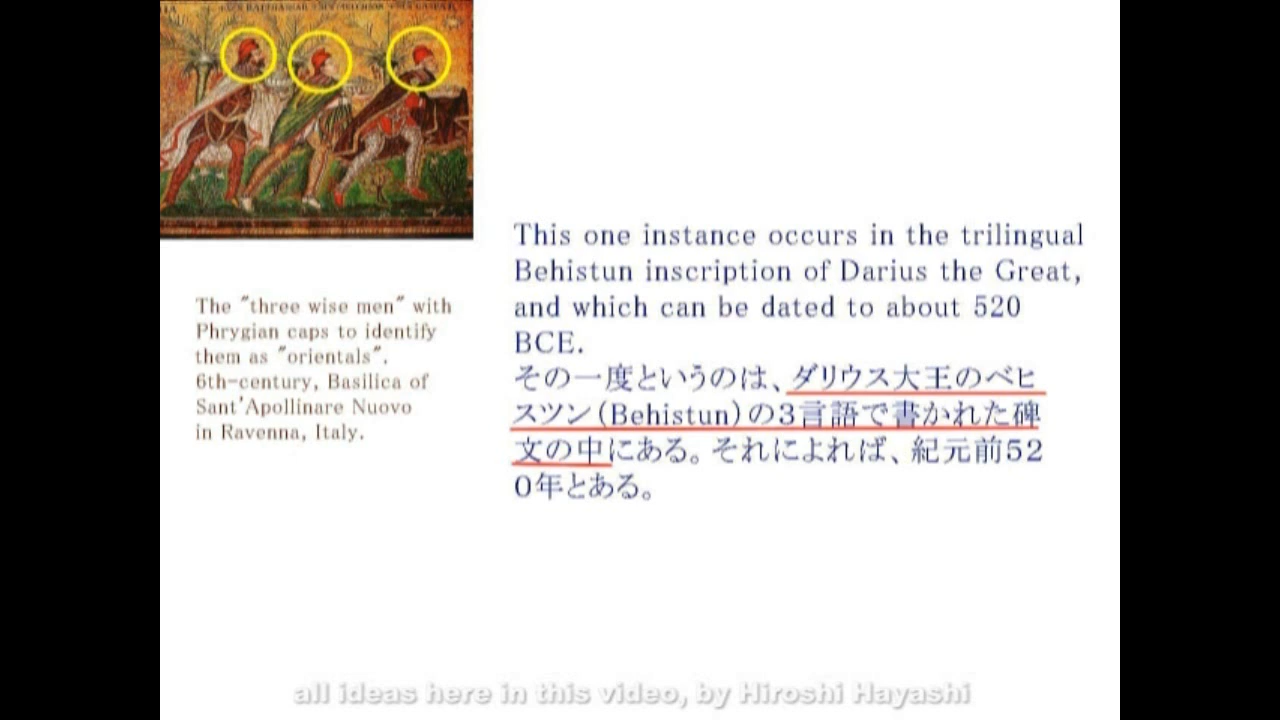 BALTHASSAR
MELCHIOR
GASPAR
The "three wise men" with
Phrygian caps to identify
them as "orientals".
6th-century, Basilica of
Sant'Apollinare Nuovo
in Ravenna, Italy.
This one instance occurs in the trilingual
Behistun inscription of Darius the Great,
and which can be dated to about 520
BCE.
その一度というのは、ダリウス大王のベヒ
スツン(Behistun)の3言語で書かれた碑
文の中にある。それによれば、紀元前52
0年とある。
all ideas here in this video, by Hiroshi Hayashi